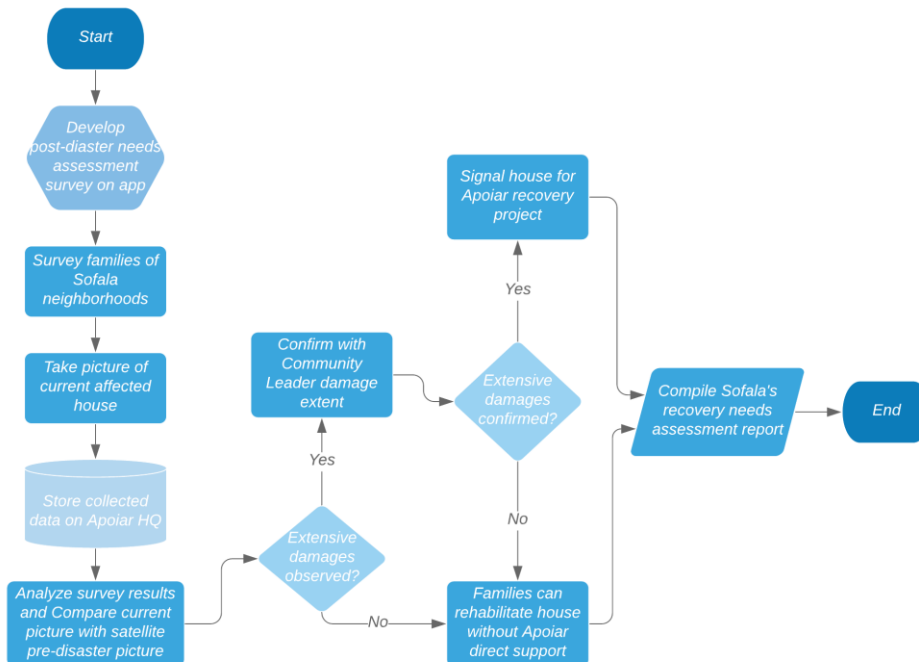 Start
Develop
post-diaster needs
assessment
survey on app
Survey families of
Sofala
neighborhoods
Take picture of
current affected
house
Store collected
data on Apoiar HQ
Analyze survey results
and Compare current
picture with satellite
pre-disaster picture
Extensive
damages
observed?
Yes
No
Confirm with
Community
Leader damage
extent
Extensive
damages
confirmed?
Yes
No
Signal house for
Apoiar recovery
project
Families can
rehabilitate house
without Apoiar
direct support
Compile Sofala's
recovery needs
assessment report
End